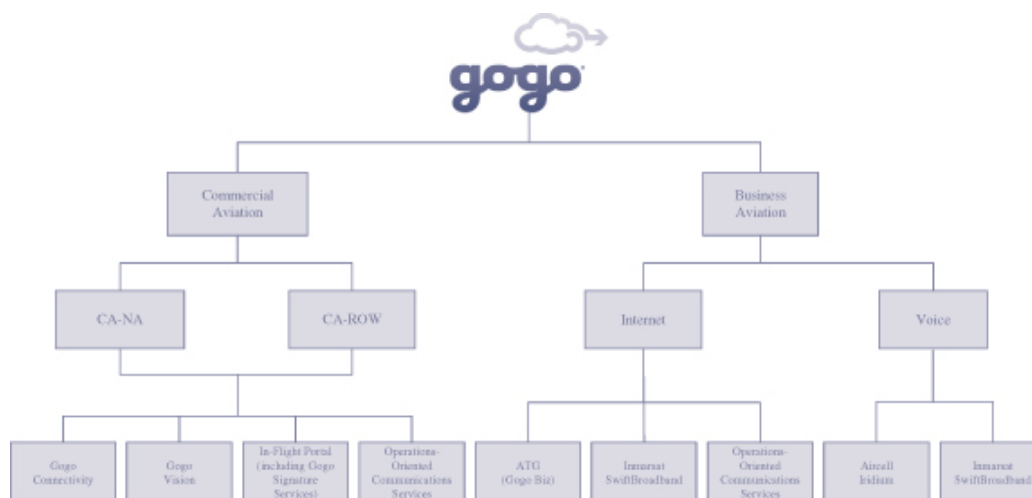 gogo
Commercial
Aviation
Business
Aviation
CA-NA
CA-ROW
Internet
Voice
Gogo
Connectivity
Gogo
Vision
In-Flight Portal
(including Gogo
Signature
Services)
Operations-
Oriented
Communications
Services
ATG
(Gogo Biz)
Inmarsat
SwiftBroadband
Operations-
Oriented
Communications
Services
Aircell
Iridium
Inmarsat
SwiftBroadband